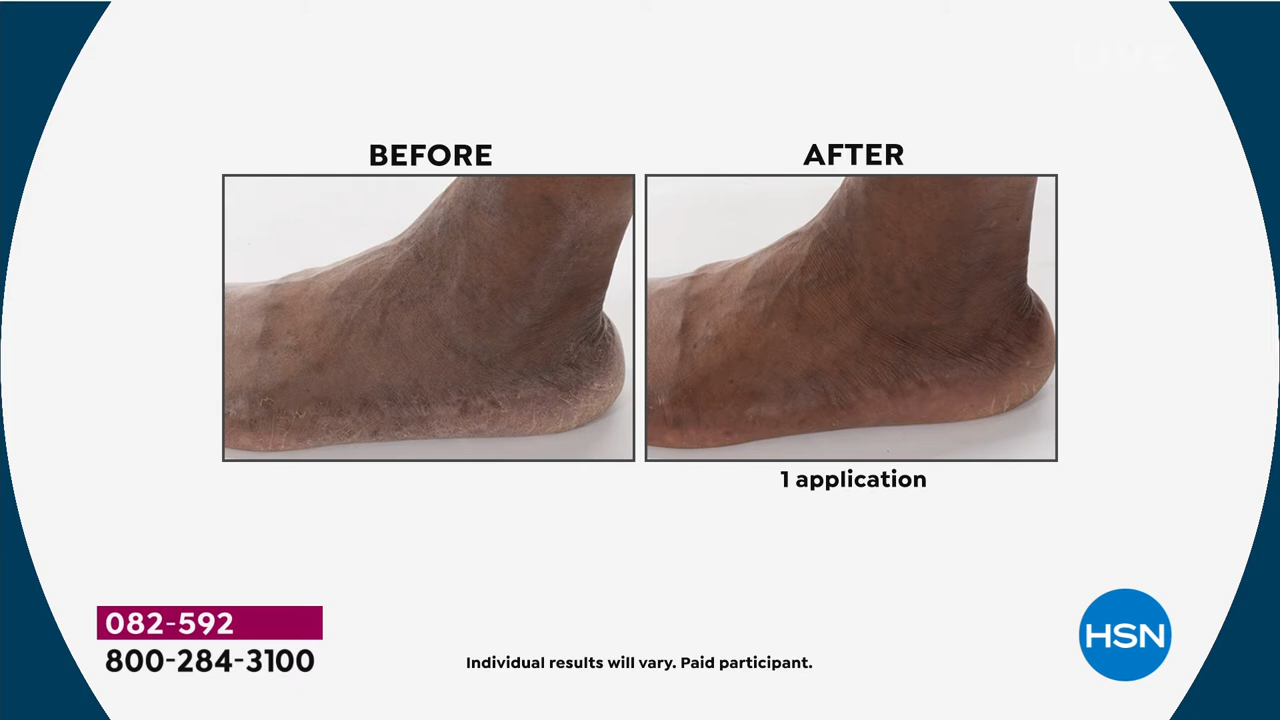 BEFORE
AFTER
1 application
082-592
800-284-3100
Individual results will vary. Paid participant.
HSN